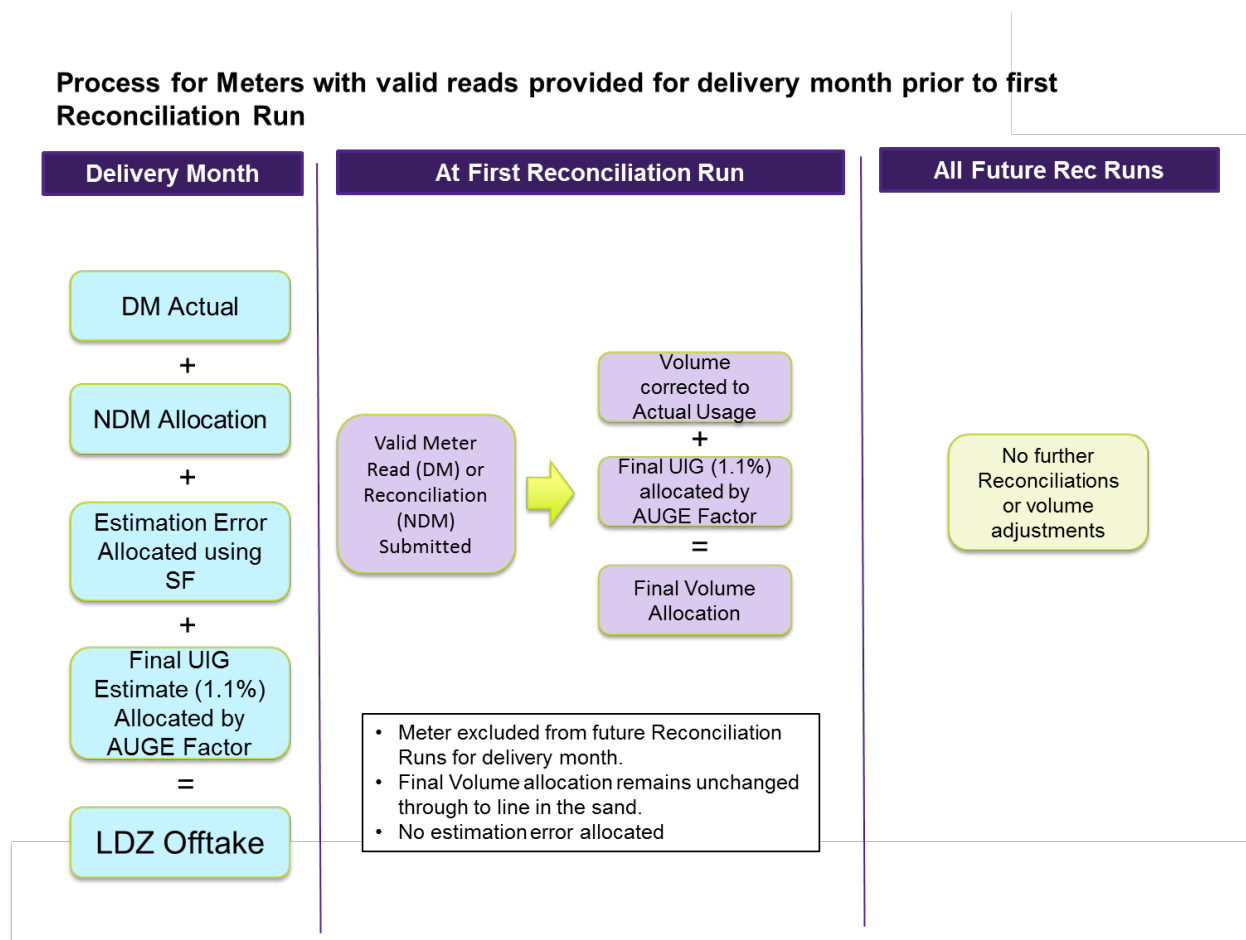 Process for Meters with valid reads provided for delivery month prior to first
Reconciliation Run
Delivery Month
DM Actual
+
NDM Allocation
+
Estimation Error
Allocated using
SF
+
Final UIG
Estimate (1.1%)
Allocated by
AUGE Factor
=
LDZ Offtake
At First Reconciliation Run
Valid Meter
Read (DM) or
Reconciliation
(NDM)
Submitted
Volume
corrected to
Actual Usage
+
Final UIG (1.1%)
allocated by
AUGE Factor
=
Final Volume
Allocation
• Meter excluded from future Reconciliation
Runs for delivery month.
• Final Volume allocation remains unchanged
through to line in the sand.
• No estimation error allocated
All Future Rec Runs
No further
Reconciliations
or volume
adjustments